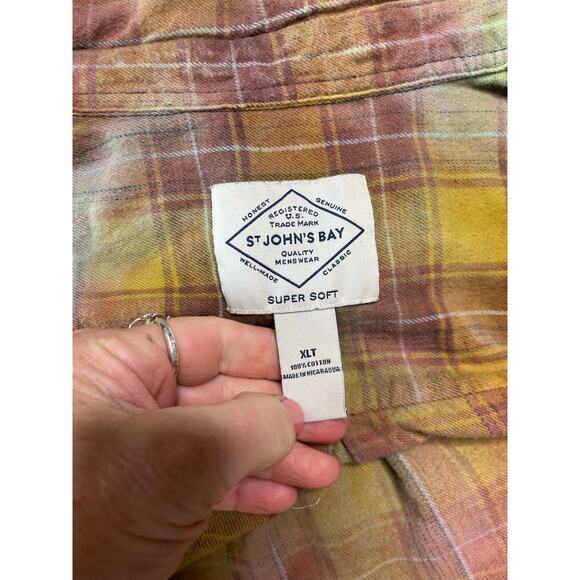 HONEST
GENUINE
REGISTERED
U.S.
TRADE MARK
ST JOHN'S BAY
QUALITY
MENSWEAR
WELL-MADE
CLASSIC
SUPER SOFT
XLT
100% COTTON
MADE IN NICARAGUA